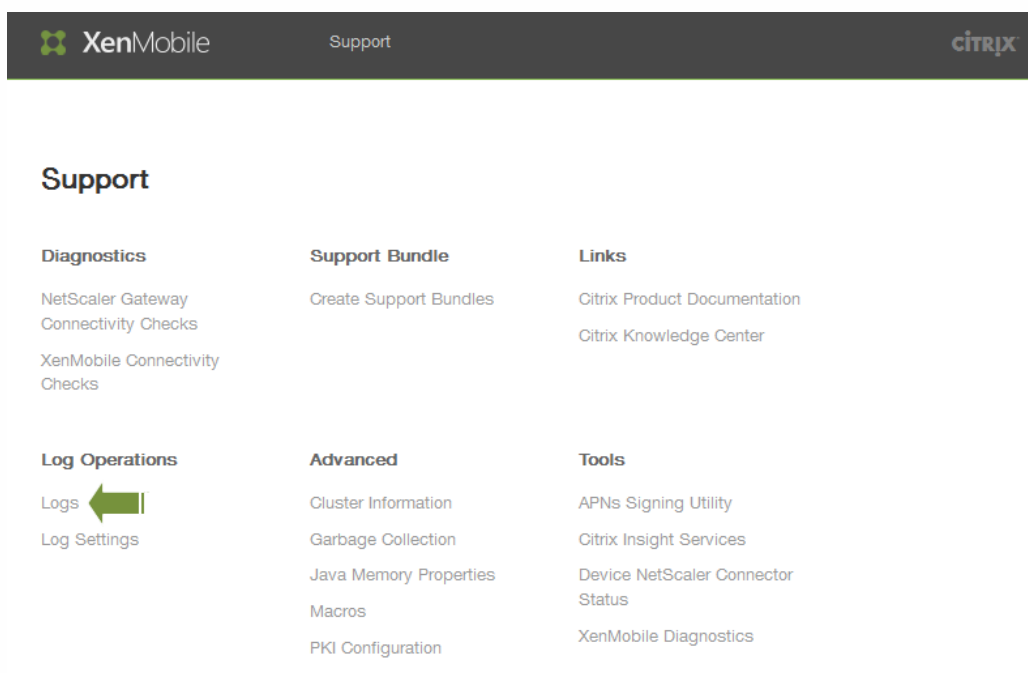 XenMobile
Support
CİTRIX
Support
Diagnostics
NetScaler Gateway
Connectivity Checks
XenMobile Connectivity
Checks
Support Bundle
Create Support Bundles
Links
Citrix Product Documentation
Citrix Knowledge Center
Log Operations
Logs
Log Settings
Advanced
Cluster Information
Garbage Collection
Java Memory Properties
Macros
PKI Configuration
Tools
APNs Signing Utility
Citrix Insight Services
Device NetScaler Connector
Status
XenMobile Diagnostics